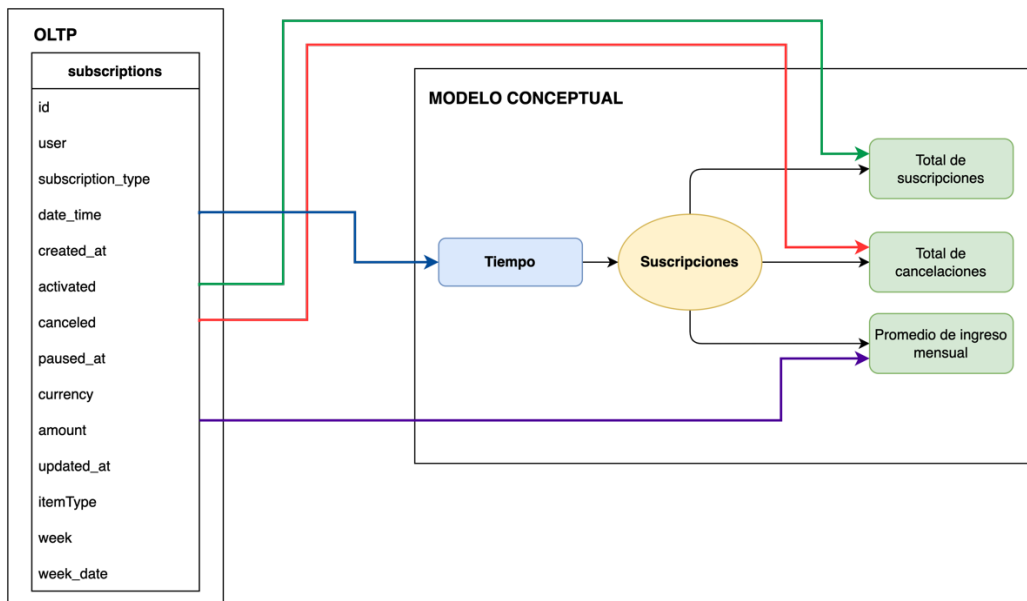 OLTP
subscriptions
id
user
subscription_type
date_time
created_at
activated
canceled
paused_at
currency
amount
updated_at
itemType
week
week_date
MODELO CONCEPTUAL
Tiempo
Suscripciones
Total de
suscripciones
Total de
cancelaciones
Promedio de ingreso
mensual